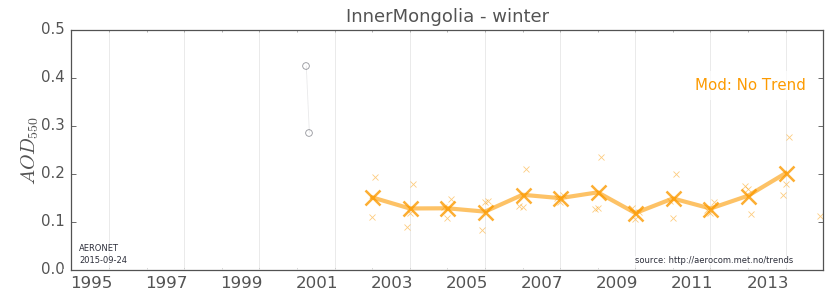 InnerMongolia - winter
0.5
0.4
0.3
0.2
0.1
0.0
AOD550
Mod: No Trend
AERONET
2015-09-24
source: http://aerocom.met.no/trends
1995 1997 1999 2001 2003 2005 2007 2009 2011 2013